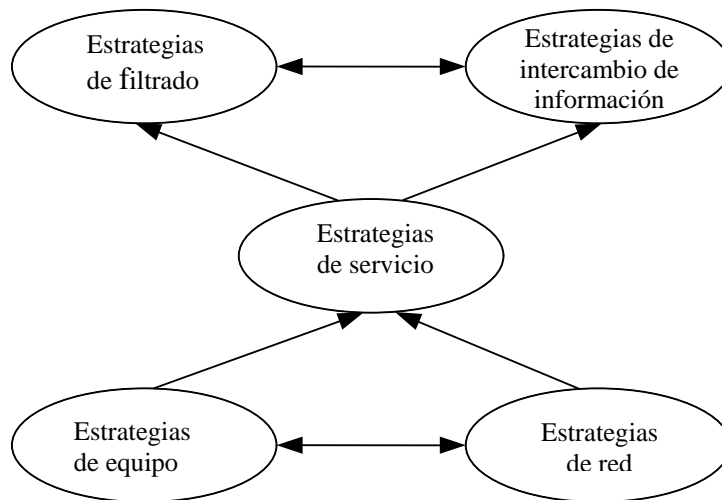 Estrategias
de filtrado
Estrategias de
intercambio de
información
Estrategias
de servicio
Estrategias
de equipo
Estrategias
de red